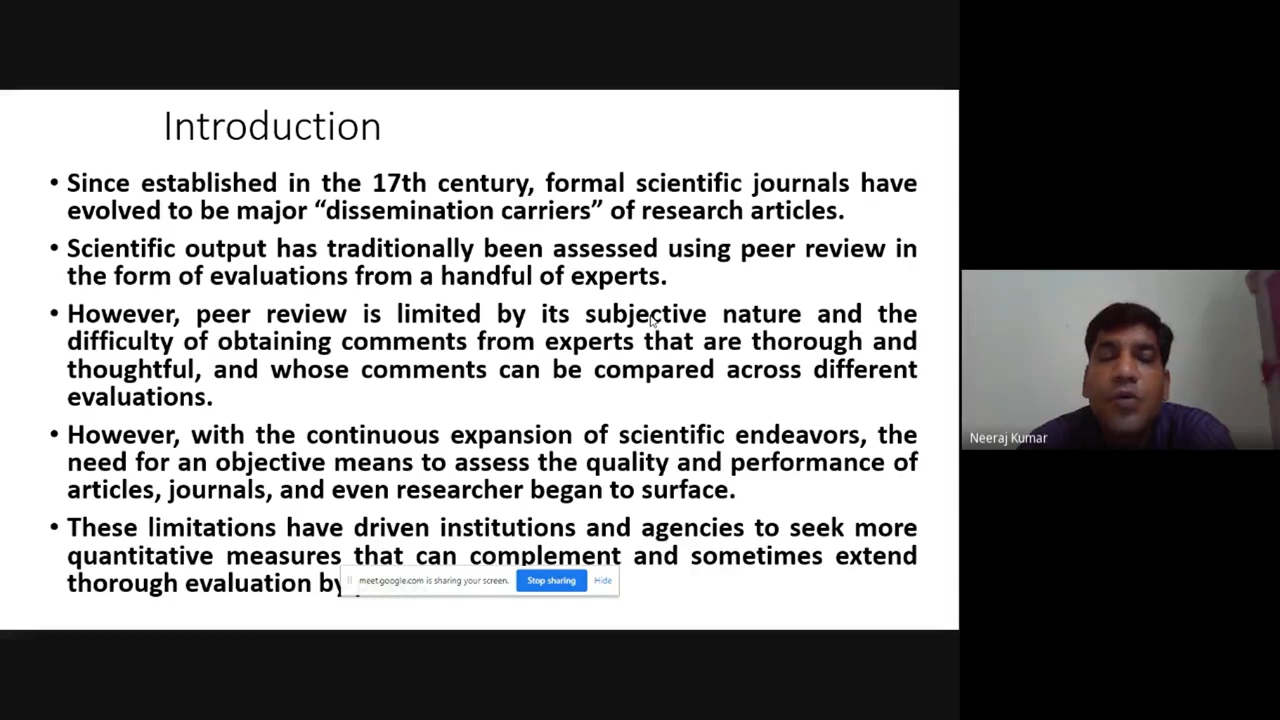 Introduction
• Since established in the 17th century, formal scientific journals have
evolved to be major “dissemination carriers” of research articles.
• Scientific output has traditionally been assessed using peer review in
the form of evaluations from a handful of experts.
• However, peer review is limited by its subjective nature and the
difficulty of obtaining comments from experts that are thorough and
thoughtful, and whose comments can be compared across different
evaluations.
• However, with the continuous expansion of scientific endeavors, the
need for an objective means to assess the quality and performance of
articles, journals, and even researcher began to surface.
• These limitations have driven institutions and agencies to seek more
quantitative measures that can complement and sometimes extend
thorough evaluation by
meet.google.com is sharing your screen. Stop sharing Hide
Neeraj Kumar